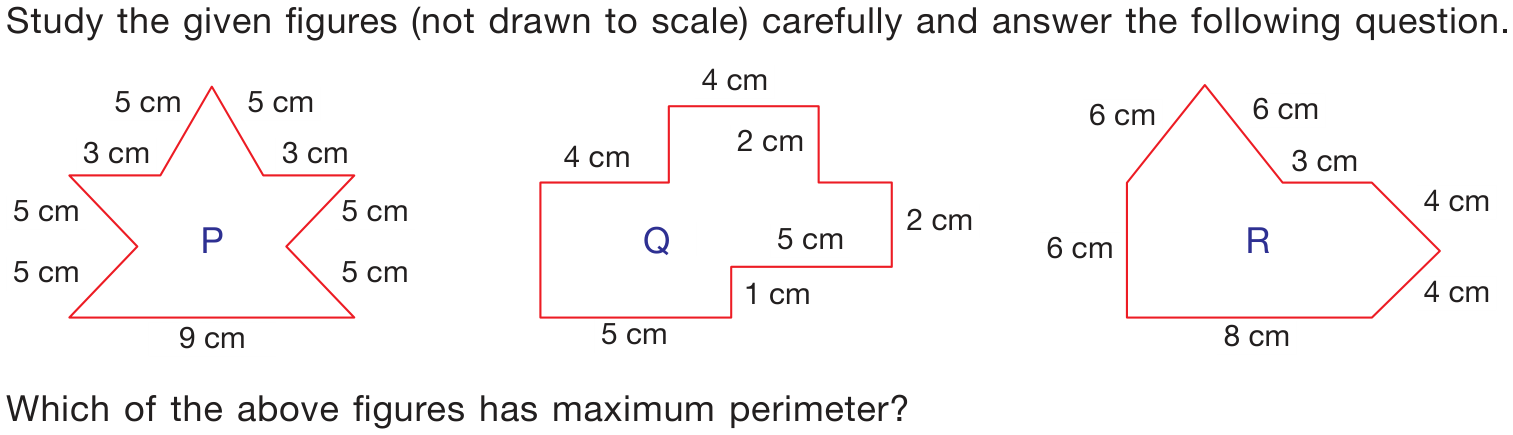 Study the given figures (not drawn to scale) carefully and answer the following question.
4 cm
5 cm 5 cm
6 cm 6 cm
2 cm
3 cm 3 cm
4 cm
3 cm
5 cm 5 cm
4 cm
2 cm
P
Q
5 cm
R
6 cm
5 cm 5 cm
1 cm
4 cm
9 cm
5 cm
8 cm
Which of the above figures has maximum perimeter?